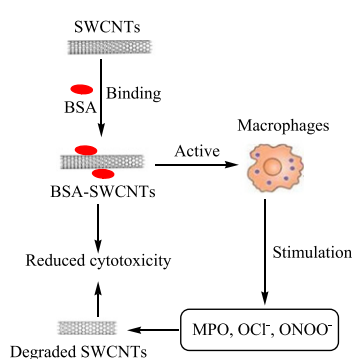 SWCNTs
Binding
BSA
Macrophages
Active
BSA-SWCNTs
Stimulation
Reduced cytotoxicity
MPO, OCl⁻, ONOO⁻
Degraded SWCNTs